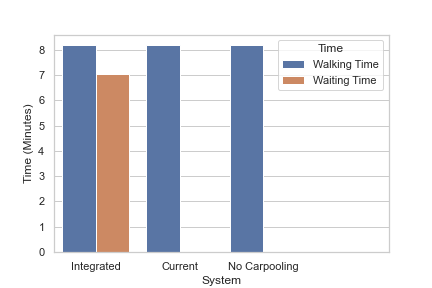 Time
Walking Time
Waiting Time
Time (Minutes)
8
7
6
5
4
3
2
1
0
Integrated
Current
No Carpooling
System